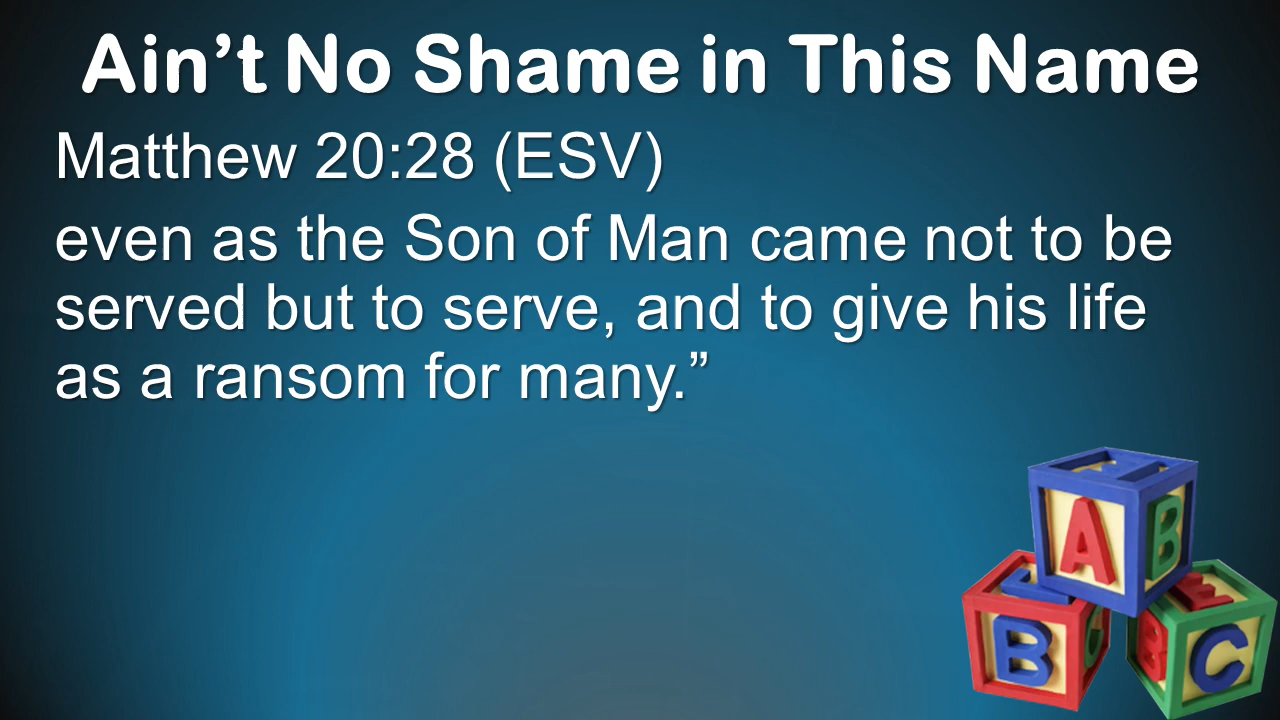 Ain’t No Shame in This Name
Matthew 20:28 (ESV)
even as the Son of Man came not to be
served but to serve, and to give his life
as a ransom for many.”
A B
B C